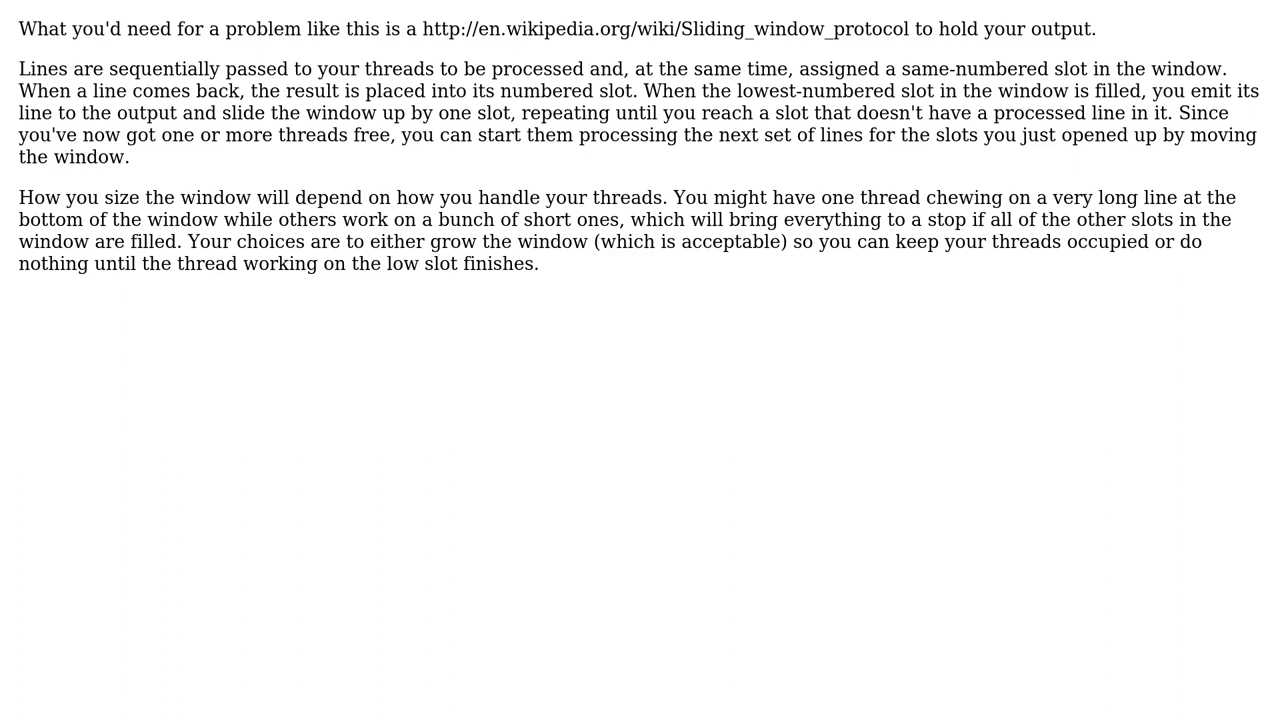 What you'd need for a problem like this is a http://en.wikipedia.org/wiki/Sliding_window_protocol to hold your output.
Lines are sequentially passed to your threads to be processed and, at the same time, assigned a same-numbered slot in the window.
When a line comes back, the result is placed into its numbered slot. When the lowest-numbered slot in the window is filled, you emit its
line to the output and slide the window up by one slot, repeating until you reach a slot that doesn't have a processed line in it. Since
you've now got one or more threads free, you can start them processing the next set of lines for the slots you just opened up by moving
the window.
How you size the window will depend on how you handle your threads. You might have one thread chewing on a very long line at the
bottom of the window while others work on a bunch of short ones, which will bring everything to a stop if all of the other slots in the
window are filled. Your choices are to either grow the window (which is acceptable) so you can keep your threads occupied or do
nothing until the thread working on the low slot finishes.